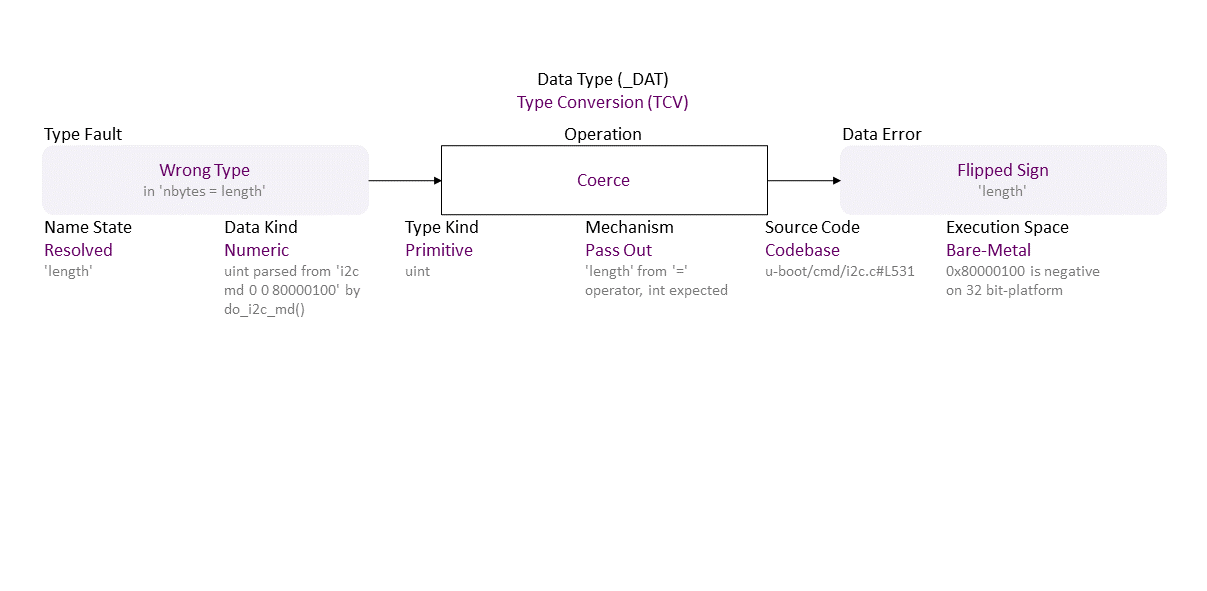 Data Type (_DAT)
Type Conversion (TCV)
Type Fault
Operation
Data Error
Wrong Type
in 'nbytes = length'
Coerce
Flipped Sign
'length'
Name State
Resolved
'length'
Data Kind
Numeric
uint parsed from 'i2c
md 0 0 80000100' by
do_i2c_md()
Type Kind
Primitive
uint
Mechanism
Pass Out
'length' from '='
operator, int expected
Source Code
Codebase
u-boot/cmd/i2c.c#L531
Execution Space
Bare-Metal
0x80000100 is negative
on 32 bit-platform